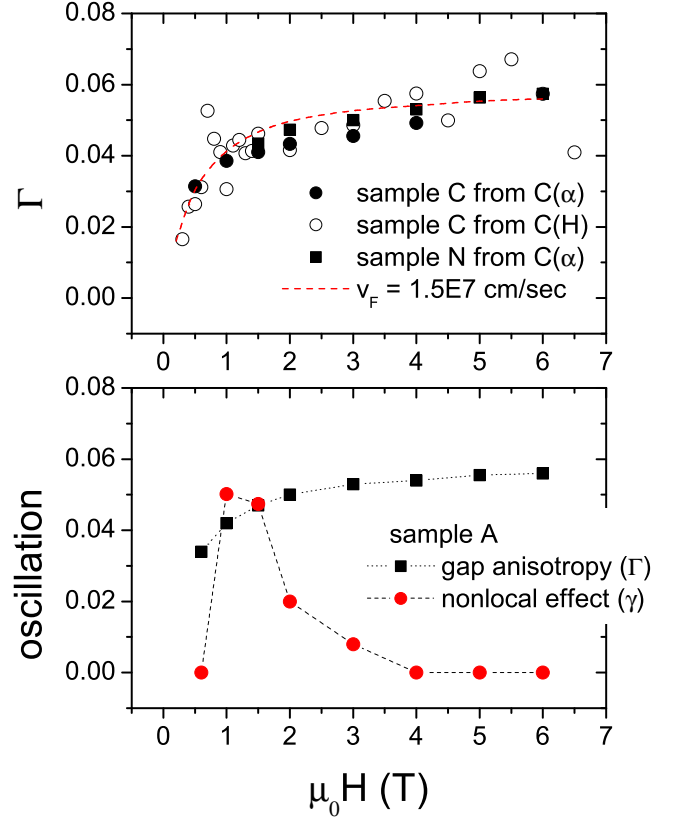 0.08
0.06
0.04
0.02
0.00
Γ
sample C from C(α)
sample C from C(H)
sample N from C(α)
v_F = 1.5E7 cm/sec
0 1 2 3 4 5 6 7
0.08
0.06
0.04
0.02
0.00
oscillation
sample A
gap anisotropy (Γ)
nonlocal effect (γ)
0 1 2 3 4 5 6 7
μ₀H (T)